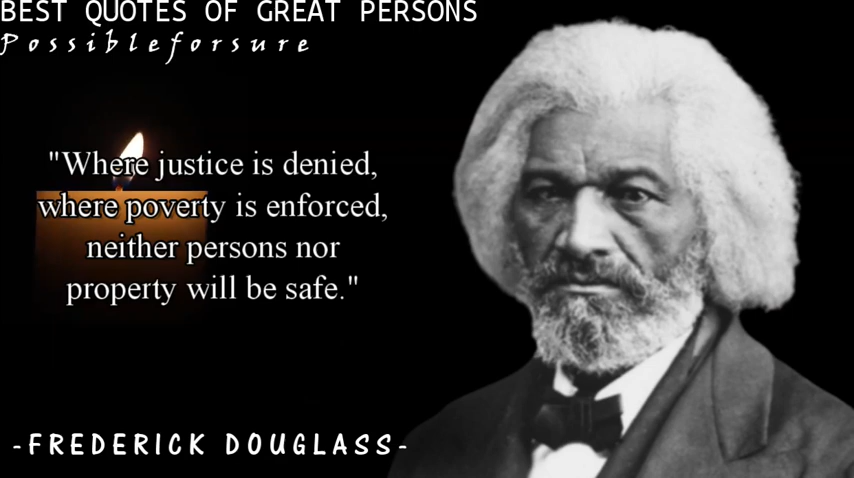 BEST QUOTES OF GREAT PERSONS
Possibleforsure
"Where justice is denied,
where poverty is enforced,
neither persons nor
property will be safe."
-FREDERICK DOUGLASS-